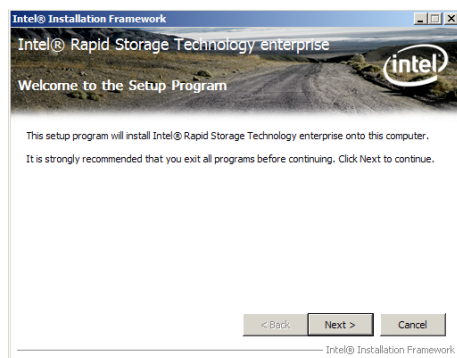 Intel® Installation Framework
Intel® Rapid Storage Technology enterprise
intel
Welcome to the Setup Program
This setup program will install Intel® Rapid Storage Technology enterprise onto this computer.
It is strongly recommended that you exit all programs before continuing. Click Next to continue.
< Back Next > Cancel
Intel® Installation Framework